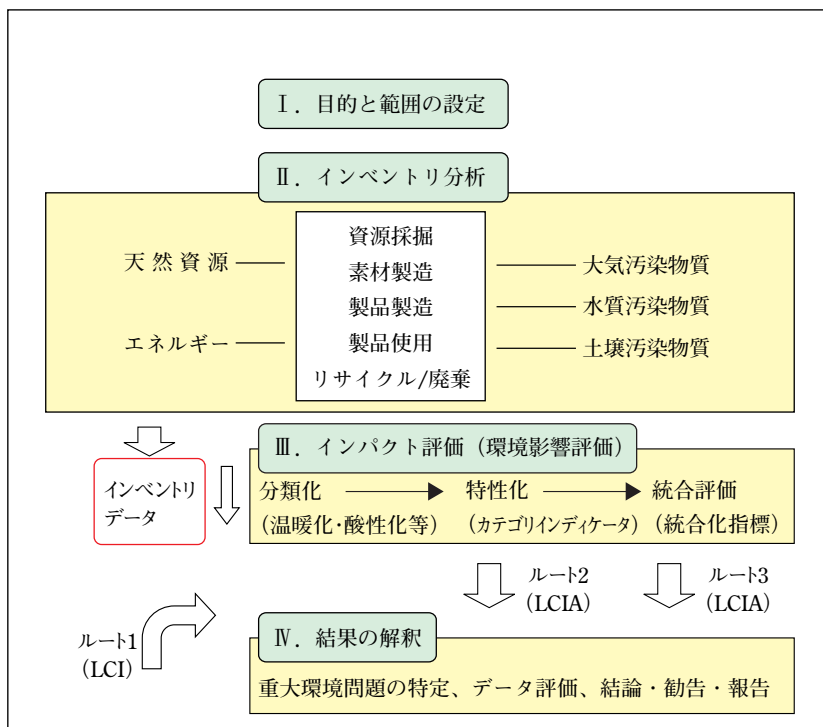 Ⅰ．目的と範囲の設定
Ⅱ．インベントリ分析
天然資源
エネルギー
資源採掘
素材製造
製品製造
製品使用
リサイクル/廃棄
大気汚染物質
水質汚染物質
土壌汚染物質
インベントリ
データ
Ⅲ．インパクト評価（環境影響評価）
分類化
（温暖化・酸性化等）
特性化
（カテゴリインディケータ）
統合評価
（統合化指標）
ルート2
(LCIA)
ルート3
(LCIA)
ルート1
(LCI)
Ⅳ．結果の解釈
重大環境問題の特定、データ評価、結論・勧告・報告